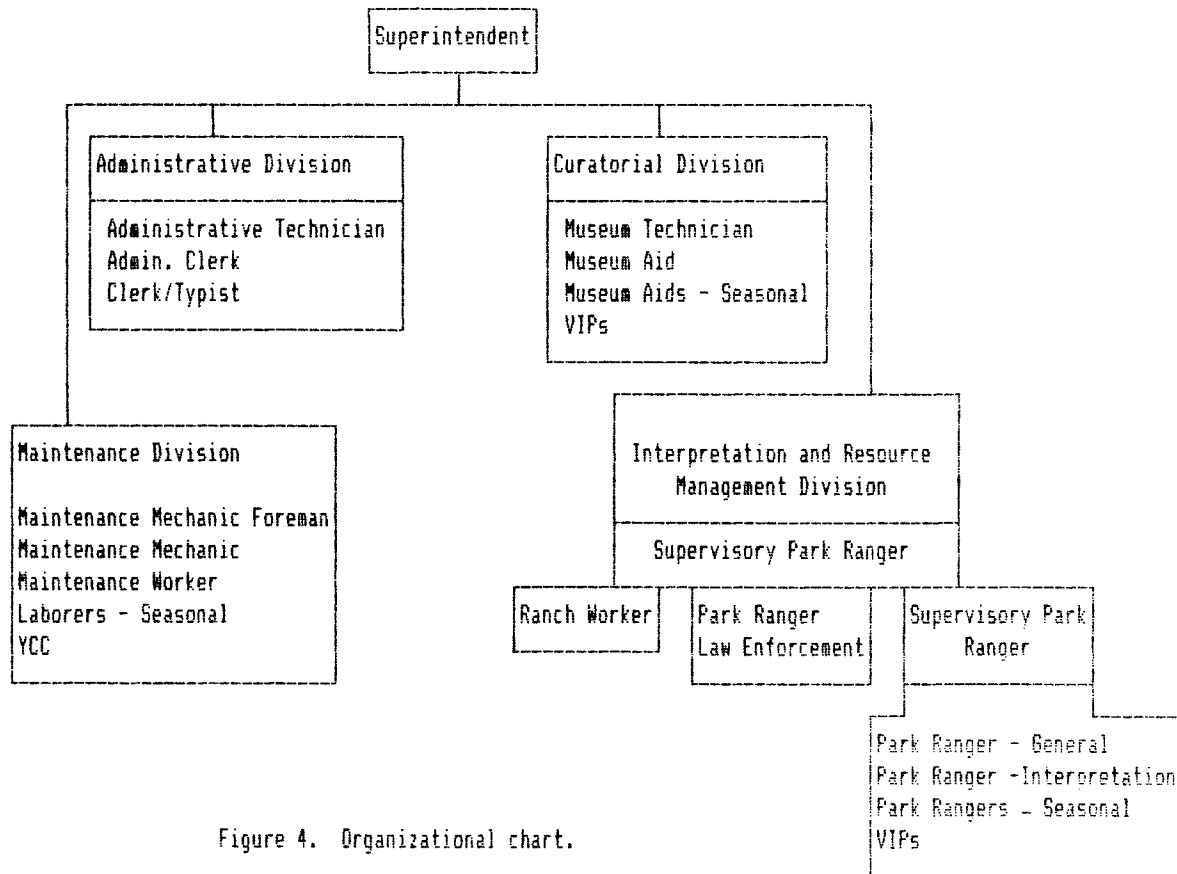 Superintendent
Administrative Division
Administrative Technician
Admin. Clerk
Clerk/Typist
Curatorial Division
Museum Technician
Museum Aid
Museum Aids - Seasonal
VIPs
Maintenance Division
Maintenance Mechanic Foreman
Maintenance Mechanic
Maintenance Worker
Laborers - Seasonal
YCC
Interpretation and Resource
Management Division
Supervisory Park Ranger
Ranch Worker
Park Ranger
Law Enforcement
Supervisory Park
Ranger
Park Ranger - General
Park Ranger -Interpretation
Park Rangers - Seasonal
VIPs
Figure 4. Organizational chart.